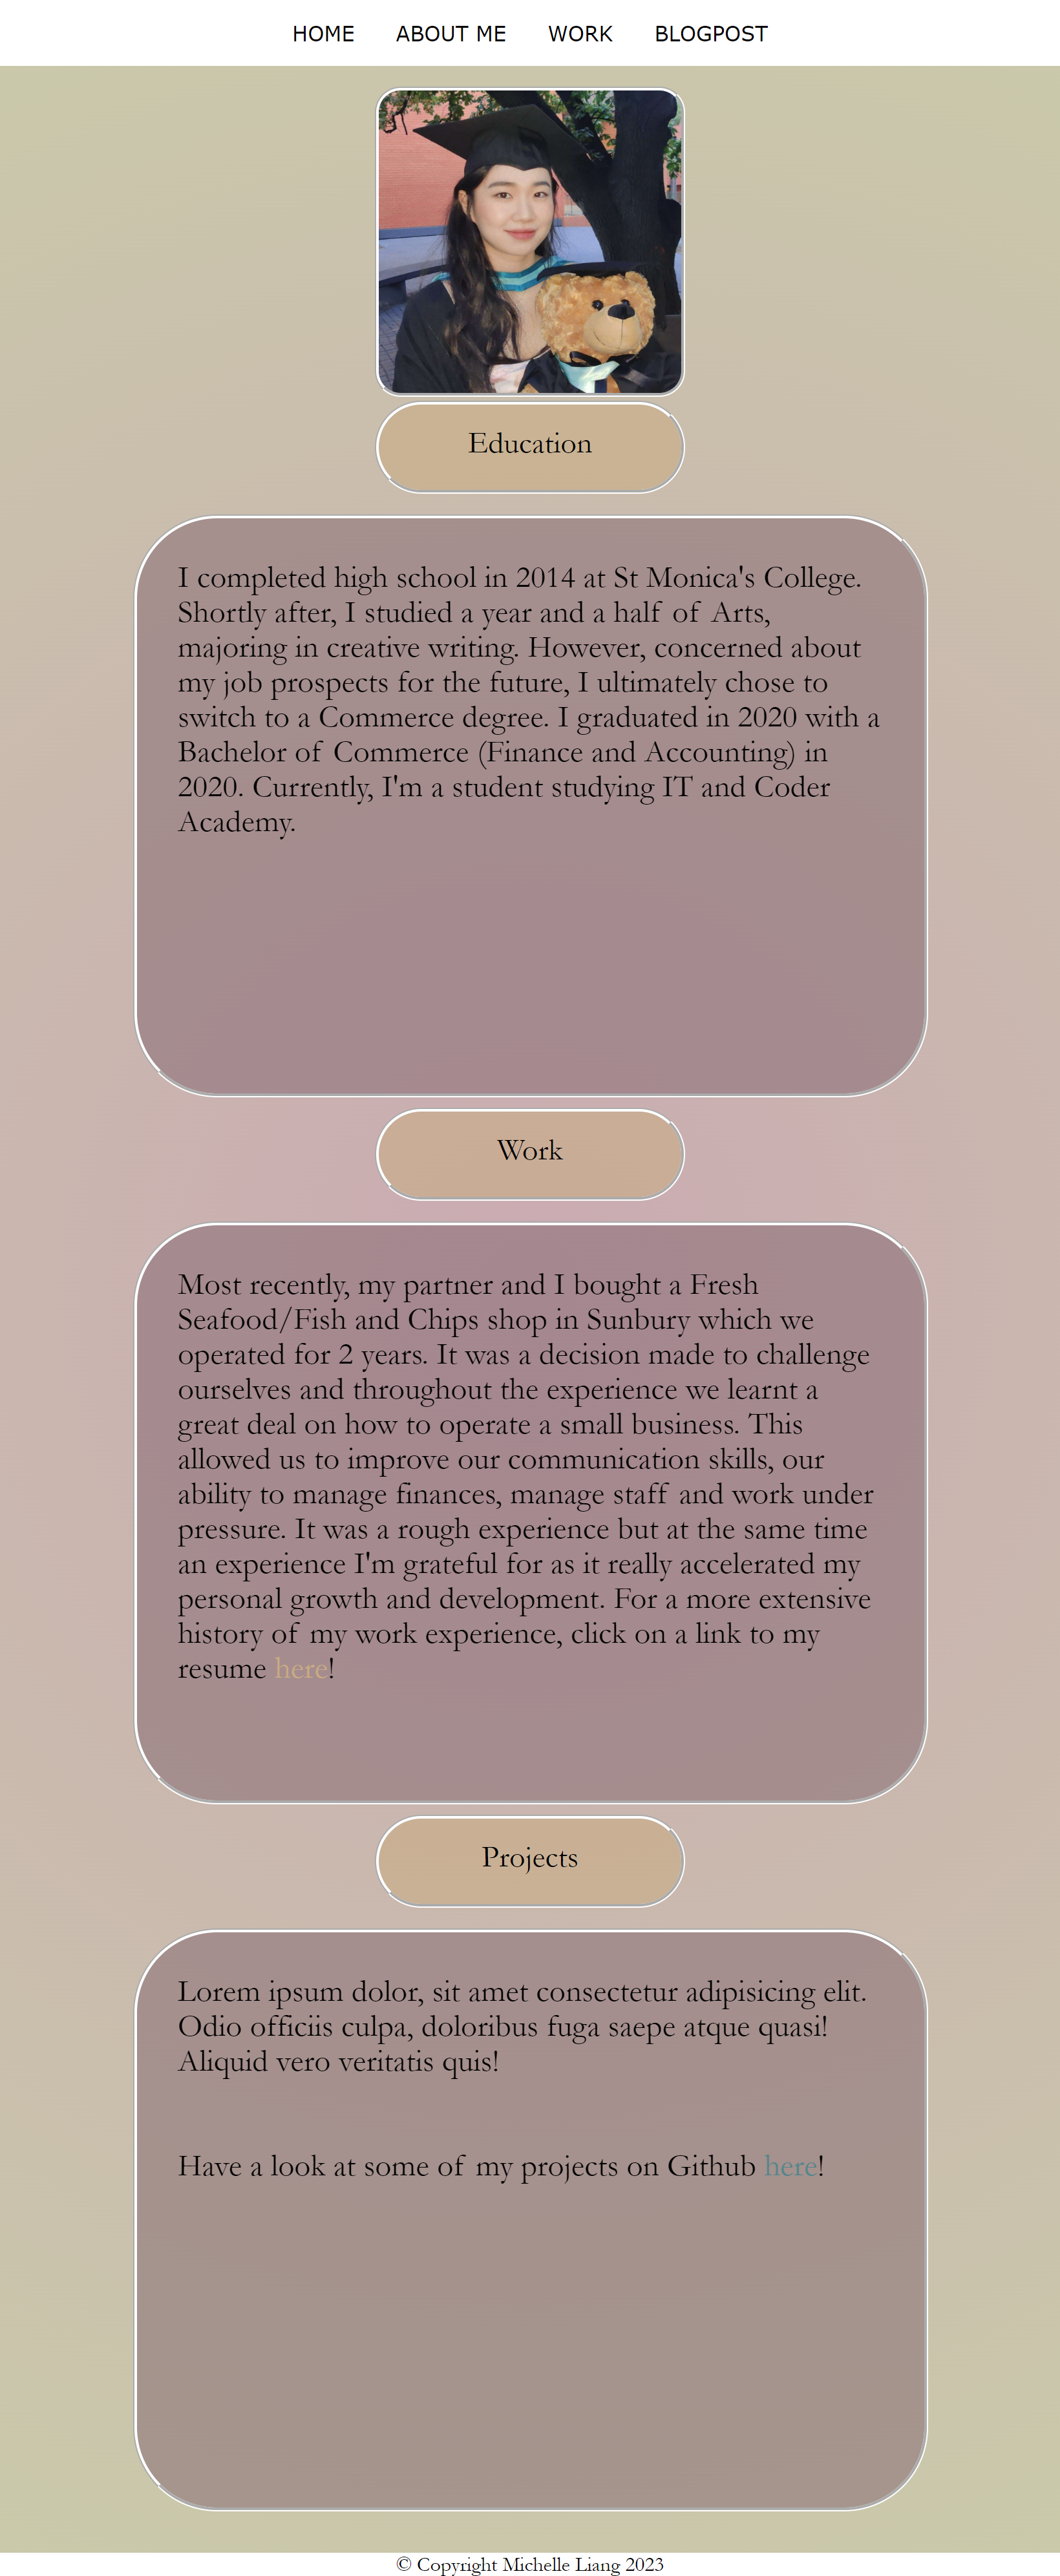 HOME ABOUT ME WORK BLOGPOST
Education
I completed high school in 2014 at St Monica's College.
Shortly after, I studied a year and a half of Arts,
majoring in creative writing. However, concerned about
my job prospects for the future, I ultimately chose to
switch to a Commerce degree. I graduated in 2020 with a
Bachelor of Commerce (Finance and Accounting) in
2020. Currently, I'm a student studying IT and Coder
Academy.
Work
Most recently, my partner and I bought a Fresh
Seafood/Fish and Chips shop in Sunbury which we
operated for 2 years. It was a decision made to challenge
ourselves and throughout the experience we learnt a
great deal on how to operate a small business. This
allowed us to improve our communication skills, our
ability to manage finances, manage staff and work under
pressure. It was a rough experience but at the same time
an experience I'm grateful for as it really accelerated my
personal growth and development. For a more extensive
history of my work experience, click on a link to my
resume here!
Projects
Lorem ipsum dolor, sit amet consectetur adipisicing elit.
Odio officiis culpa, doloribus fuga saepe atque quasi!
Aliquid vero veritatis quis!
Have a look at some of my projects on Github here!
© Copyright Michelle Liang 2023